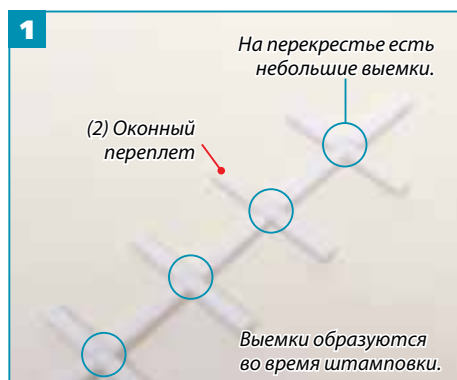 1
На перекрестье есть
небольшие выемки.
(2) Оконный
переплет
Выемки образуются
во время штамповки.